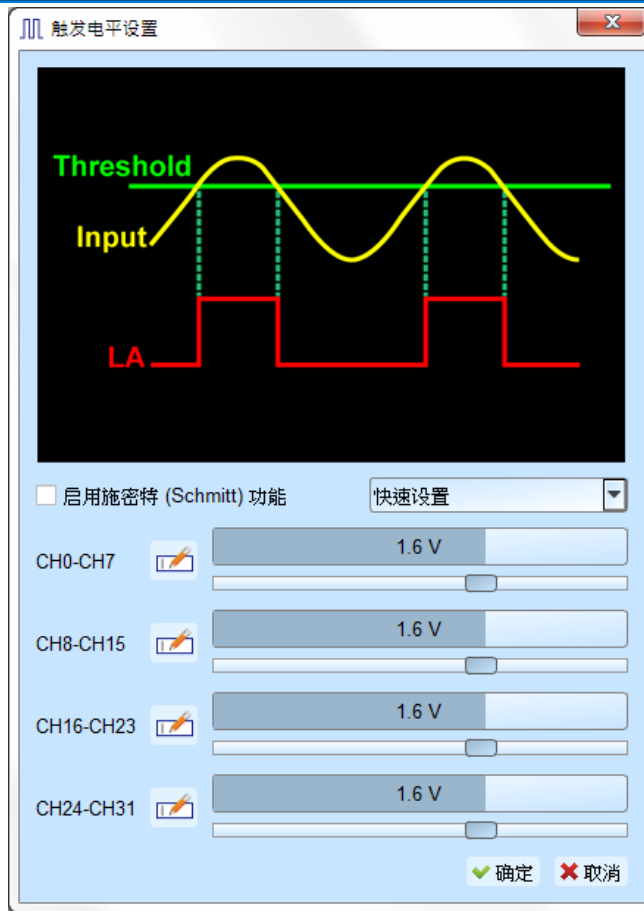 触发电平设置
Threshold
Input
LA
启用施密特 (Schmitt) 功能
快速设置
CH0-CH7
1.6 V
CH8-CH15
1.6 V
CH16-CH23
1.6 V
CH24-CH31
1.6 V
确定
取消